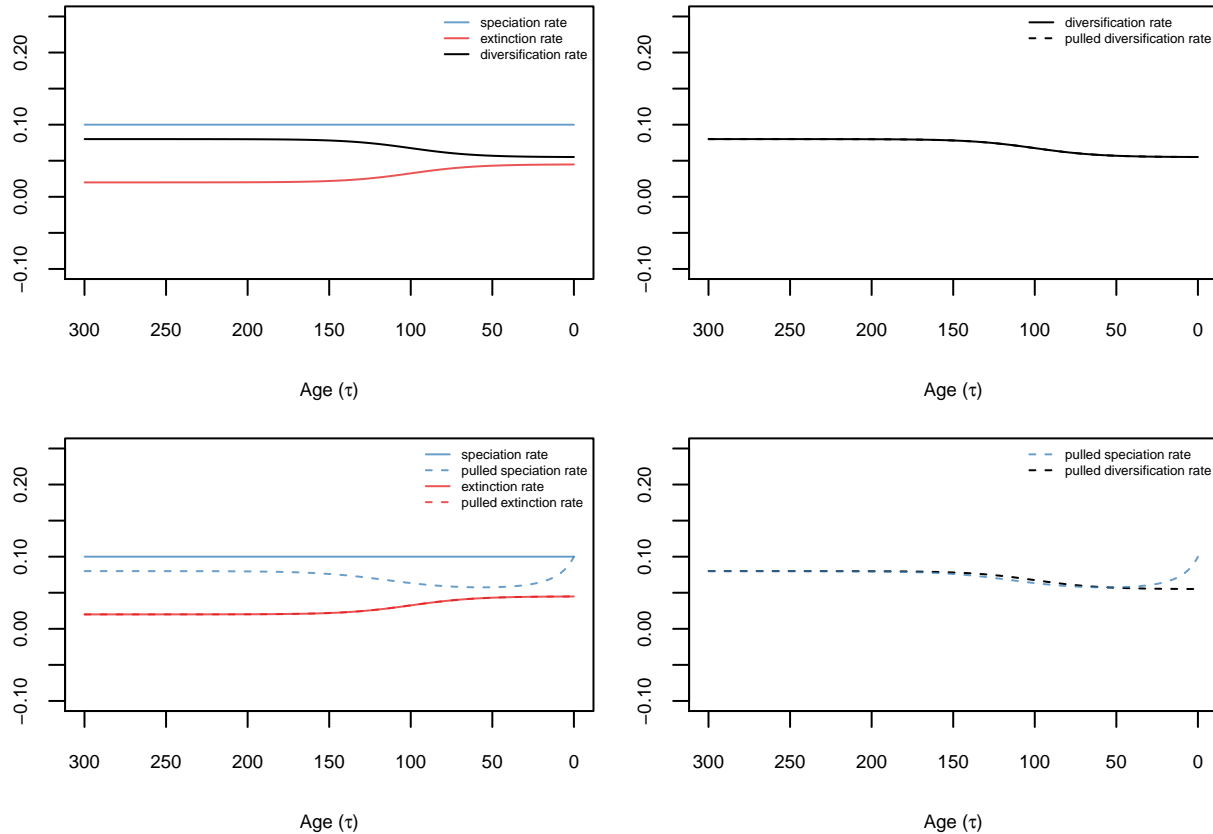 speciation rate
extinction rate
diversification rate
0.20
0.10
0.00
−0.10
300 250 200 150 100 50 0
Age (τ)
diversification rate
pulled diversification rate
0.20
0.10
0.00
−0.10
300 250 200 150 100 50 0
Age (τ)
speciation rate
pulled speciation rate
extinction rate
pulled extinction rate
0.20
0.10
0.00
−0.10
300 250 200 150 100 50 0
Age (τ)
pulled speciation rate
pulled diversification rate
0.20
0.10
0.00
−0.10
300 250 200 150 100 50 0
Age (τ)